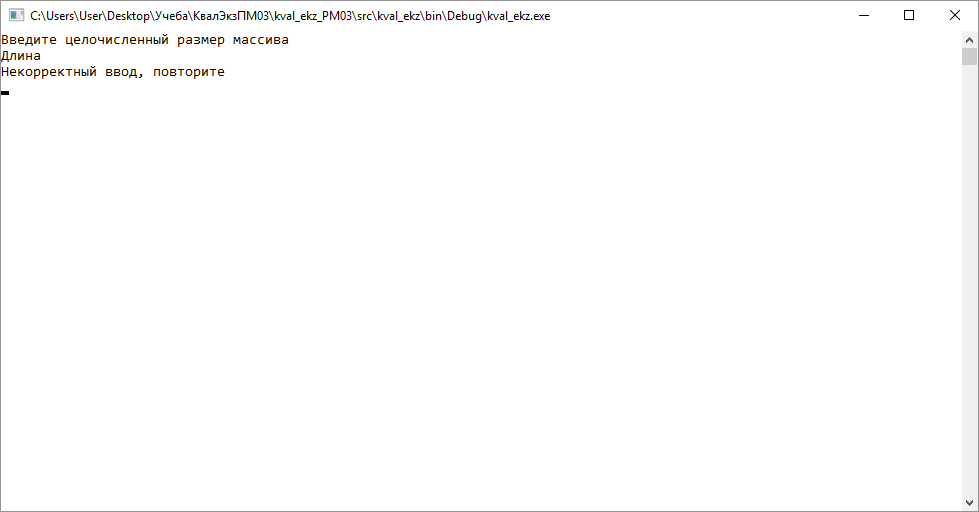 C:\Users\User\Desktop\Учеба\КвалЭкзПМ03\kval_ekz_PM03\src\kval_ekz\bin\Debug\kval_ekz.exe
Введите целочисленный размер массива
Длина
Некорректный ввод, повторите